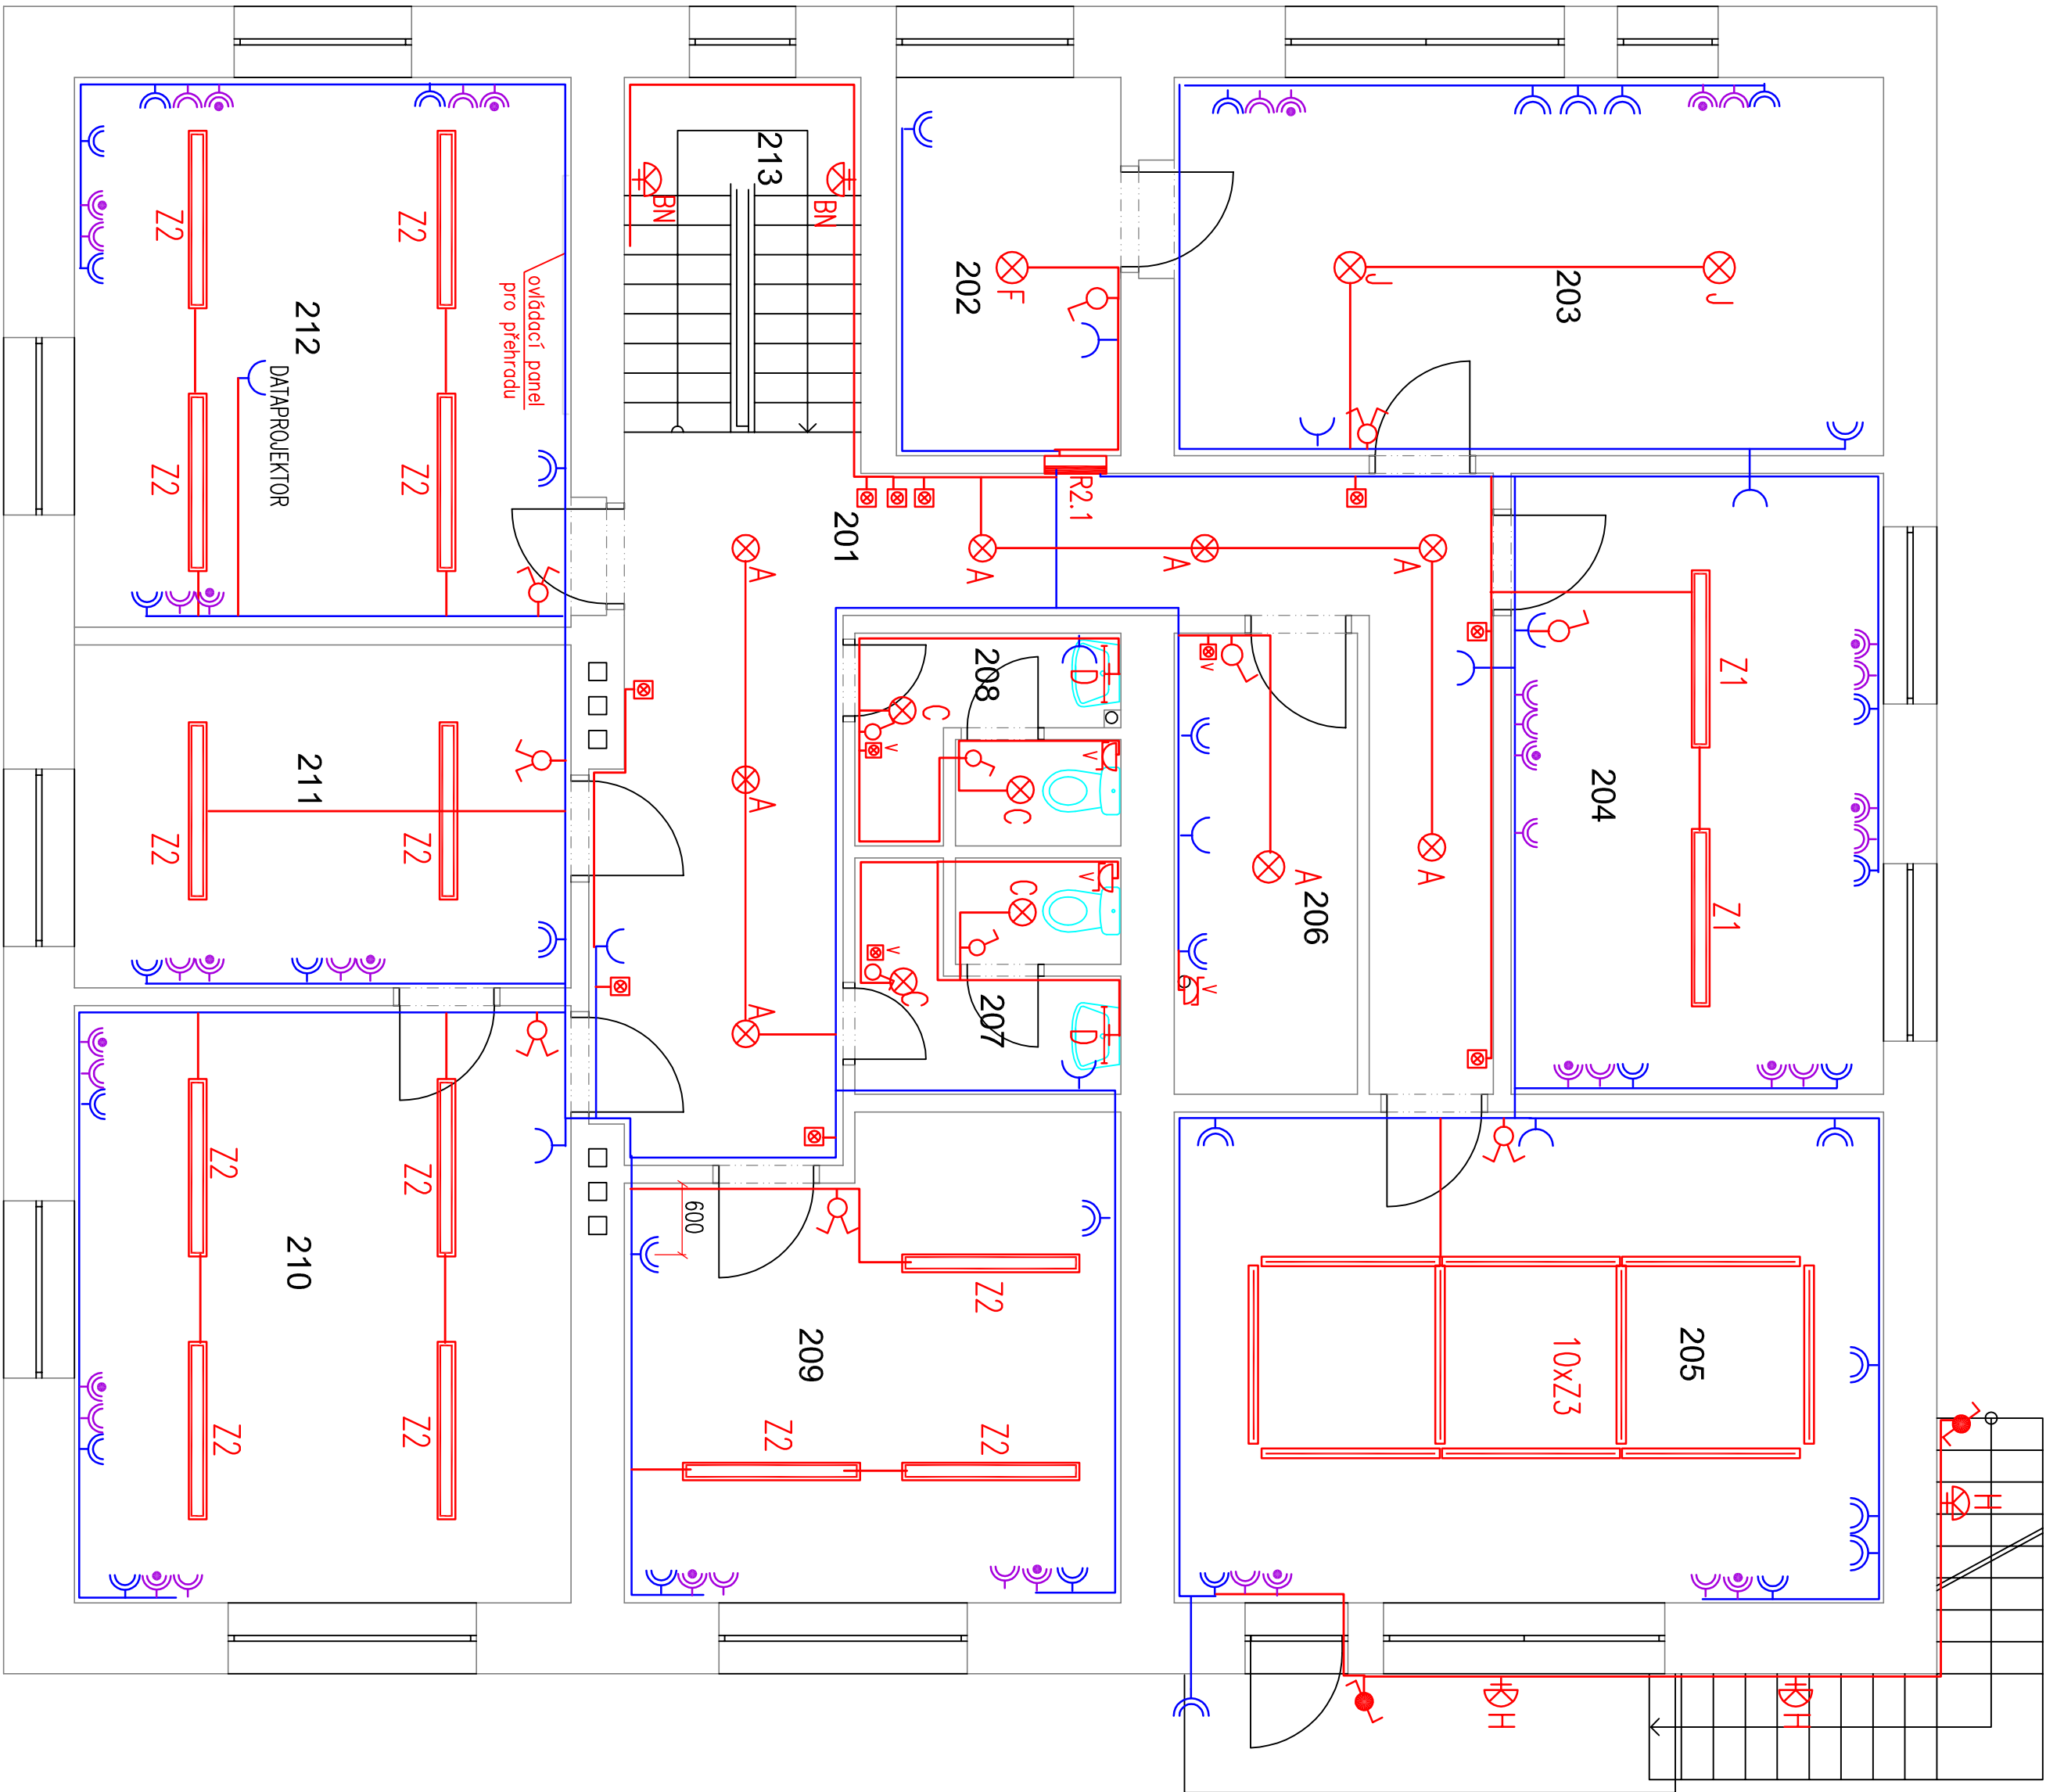 213
BN
BN
203
J
J
202
F
212
Z2
Z2
Z2
Z2
ovládací panel
pro přehradu
DATAPROJEKTOR
R2.1
201
A
A
A
A
A
A
A
204
Z1
Z1
206
A
V
V
208
D
C
V
C
V
207
D
C
V
C
V
211
Z2
Z2
210
Z2
Z2
Z2
Z2
209
600
Z2
Z2
Z2
205
10xZ3
H
H
H